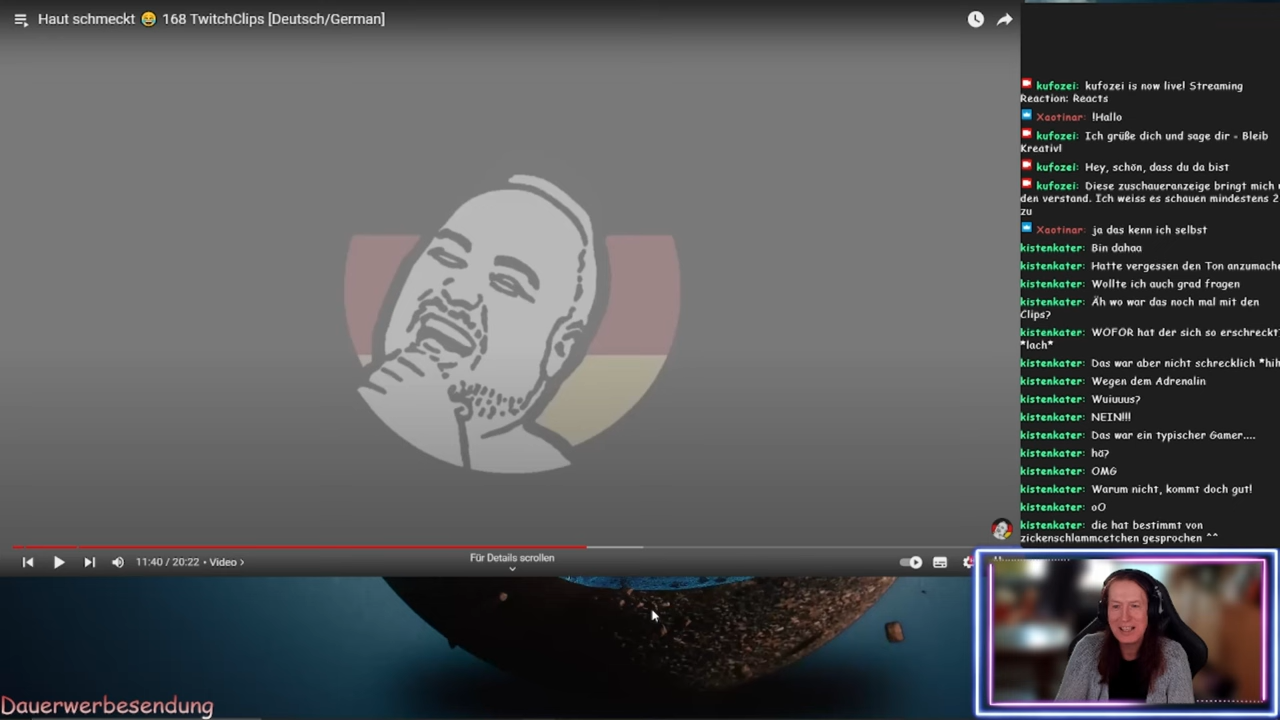 Haut schmeckt 😂 168 TwitchClips [Deutsch/German]
kufozei: kufozei is now live! Streaming
Reaction: Reacts
Xaotinar: !Hallo
kufozei: Ich grüße dich und sage dir - Bleib
Kreativ!
kufozei: Hey, schön, dass du da bist
kufozei: Diese zuschaueranzeige bringt mich
den verstand. Ich weiss es schauen mindestens 2
zu
Xaotinar: ja das kenn ich selbst
kistenkater: Bin dahaa
kistenkater: Hatte vergessen den Ton anzumache
kistenkater: Wollte ich auch grad fragen
kistenkater: Äh wo war das noch mal mit den
Clips?
kistenkater: WOFOR hat der sich so erschreckt
*lach*
kistenkater: Das war aber nicht schrecklich *hih
kistenkater: Wegen dem Adrenalin
kistenkater: Wuiuuus?
kistenkater: NEIN!!!
kistenkater: Das war ein typischer Gamer....
kistenkater: hä?
kistenkater: OMG
kistenkater: Warum nicht, kommt doch gut!
kistenkater: oO
kistenkater: die hat bestimmt von
zickenschlammcetchen gesprochen ^^
11:40 / 20:22 • Video ›
Für Details scrollen
Dauerwerbesendung